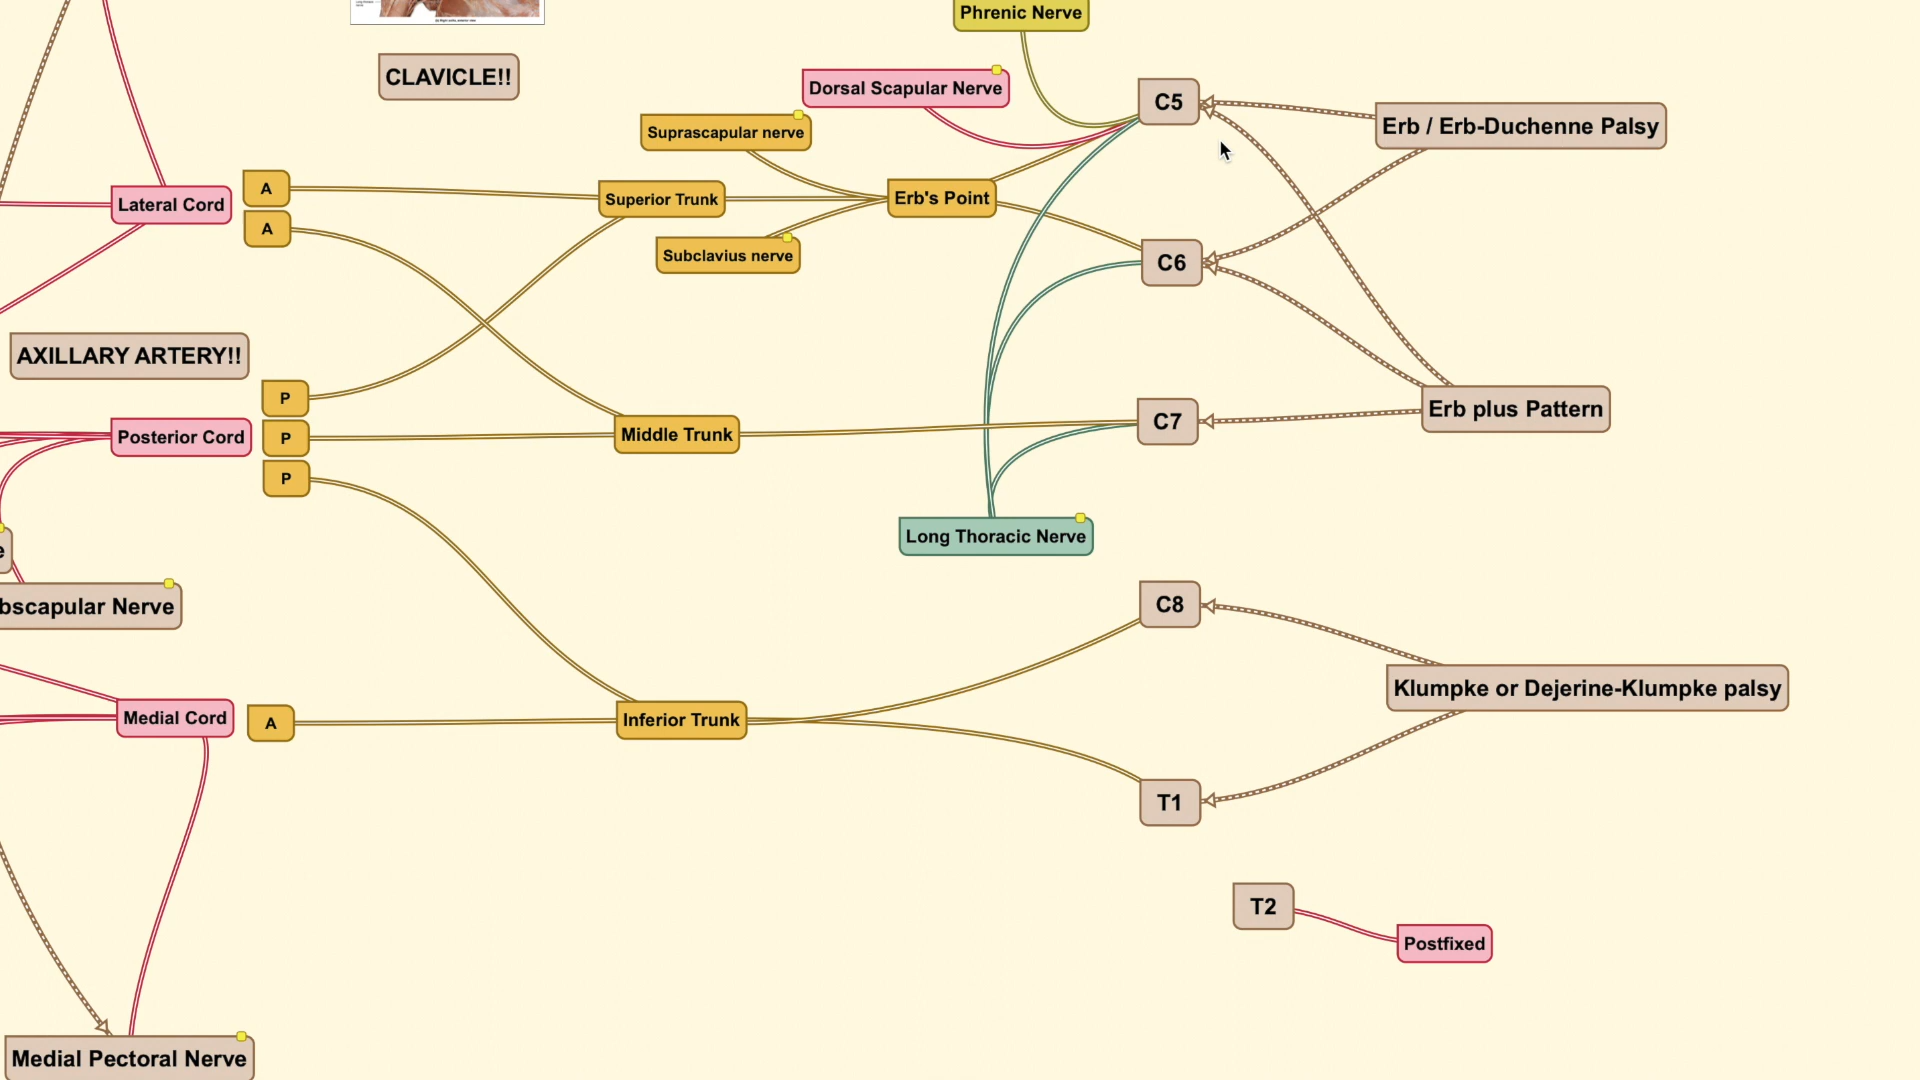 Phrenic Nerve
CLAVICLE!!
Dorsal Scapular Nerve
C5
Suprascapular nerve
Erb / Erb-Duchenne Palsy
A
Lateral Cord
Superior Trunk
Erb's Point
A
Subclavius nerve
C6
AXILLARY ARTERY!!
P
Erb plus Pattern
C7
Posterior Cord
P
Middle Trunk
P
Long Thoracic Nerve
e
bscapular Nerve
C8
Klumpke or Dejerine-Klumpke palsy
Medial Cord
A
Inferior Trunk
T1
T2
Postfixed
Medial Pectoral Nerve